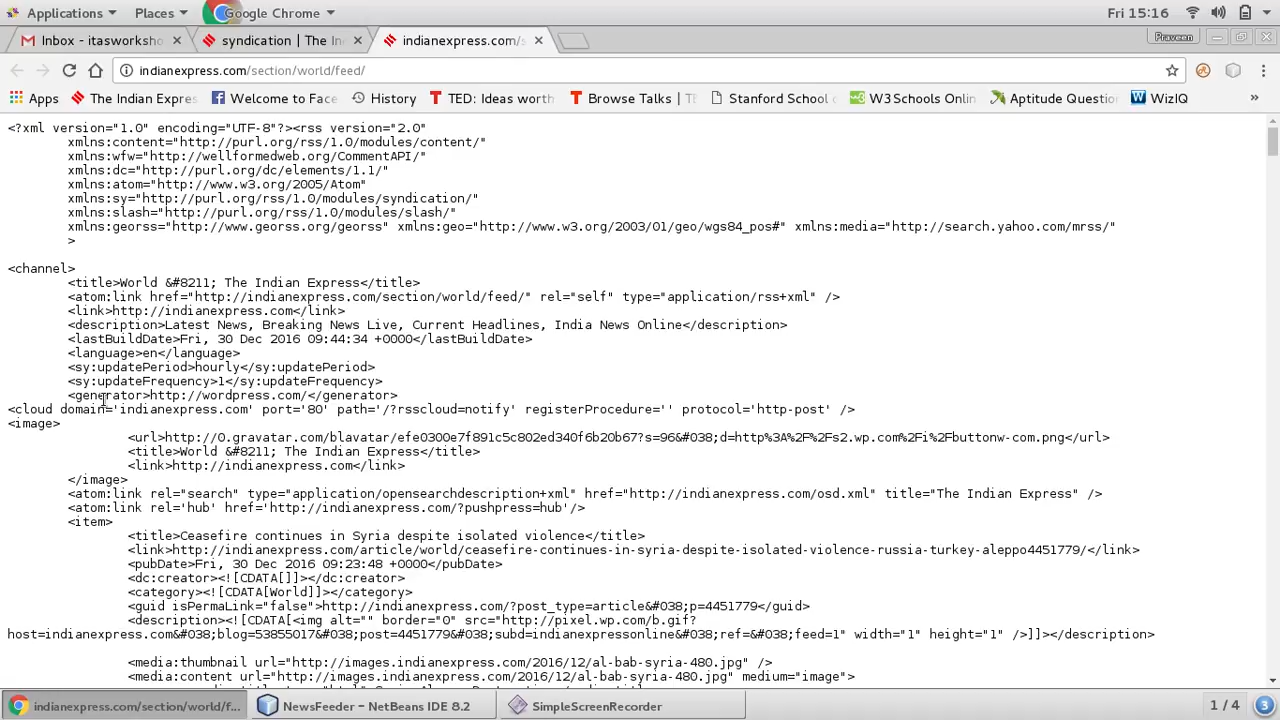 Applications Places Google Chrome Fri 15:16
Inbox - itasworksho syndication | The In indianexpress.com/s Praveen
indianexpress.com/section/world/feed/
Apps The Indian Expres Welcome to Face History TED: Ideas worth Browse Talks | TE Stanford School W3Schools Onlin Aptitude Question WizIQ »
<?xml version="1.0" encoding="UTF-8"?><rss version="2.0"
xmlns:content="http://purl.org/rss/1.0/modules/content/"
xmlns:wfw="http://wellformedweb.org/CommentAPI/"
xmlns:dc="http://purl.org/dc/elements/1.1/"
xmlns:atom="http://www.w3.org/2005/Atom"
xmlns:sy="http://purl.org/rss/1.0/modules/syndication/"
xmlns:slash="http://purl.org/rss/1.0/modules/slash/"
xmlns:georss="http://www.georss.org/georss" xmlns:geo="http://www.w3.org/2003/01/geo/wgs84_pos#" xmlns:media="http://search.yahoo.com/mrss/"
>
<channel>
<title>World &#8211; The Indian Express</title>
<atom:link href="http://indianexpress.com/section/world/feed/" rel="self" type="application/rss+xml" />
<link>http://indianexpress.com</link>
<description>Latest News, Breaking News Live, Current Headlines, India News Online</description>
<lastBuildDate>Fri, 30 Dec 2016 09:44:34 +0000</lastBuildDate>
<language>en</language>
<sy:updatePeriod>hourly</sy:updatePeriod>
<sy:updateFrequency>1</sy:updateFrequency>
<generator>http://wordpress.com/</generator>
<cloud domain='indianexpress.com' port='80' path='/?rsscloud=notify' registerProcedure='' protocol='http-post' />
<image>
<url>http://0.gravatar.com/blavatar/efe0300e7f891c5c802ed340f6b20b67?s=96&#038;d=http%3A%2F%2Fs2.wp.com%2Fi%2Fbuttonw-com.png</url>
<title>World &#8211; The Indian Express</title>
<link>http://indianexpress.com</link>
</image>
<atom:link rel="search" type="application/opensearchdescription+xml" href="http://indianexpress.com/osd.xml" title="The Indian Express" />
<atom:link rel='hub' href='http://indianexpress.com/?pushpress=hub'/>
<item>
<title>Ceasefire continues in Syria despite isolated violence</title>
<link>http://indianexpress.com/article/world/ceasefire-continues-in-syria-despite-isolated-violence-russia-turkey-aleppo4451779/</link>
<pubDate>Fri, 30 Dec 2016 09:23:48 +0000</pubDate>
<dc:creator><![CDATA[]]></dc:creator>
<category><![CDATA[World]]></category>
<guid isPermaLink="false">http://indianexpress.com/?post_type=article&#038;p=4451779</guid>
<description><![CDATA[<img alt="" border="0" src="http://pixel.wp.com/b.gif?
host=indianexpress.com&#038;blog=53855017&#038;post=4451779&#038;subd=indianexpressonline&#038;ref=&#038;feed=1" width="1" height="1" />]]></description>
<media:thumbnail url="http://images.indianexpress.com/2016/12/al-bab-syria-480.jpg" />
<media:content url="http://images.indianexpress.com/2016/12/al-bab-syria-480.jpg" medium="image">
indianexpress.com/section/world/f... NewsFeeder – NetBeans IDE 8.2 SimpleScreenRecorder 1 / 4 3